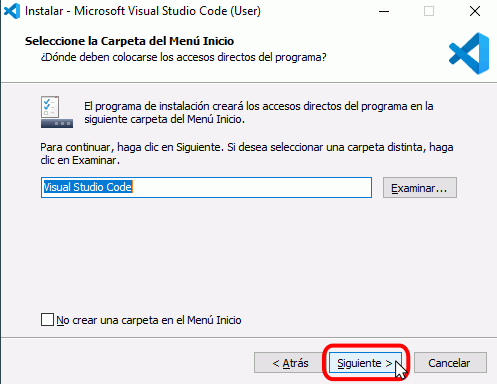 Instalar - Microsoft Visual Studio Code (User)
Seleccione la Carpeta del Menú Inicio
¿Dónde deben colocarse los accesos directos del programa?
El programa de instalación creará los accesos directos del programa en la
siguiente carpeta del Menú Inicio.
Para continuar, haga clic en Siguiente. Si desea seleccionar una carpeta distinta, haga
clic en Examinar.
Visual Studio Code
Examinar...
No crear una carpeta en el Menú Inicio
< Atrás
Siguiente >
Cancelar